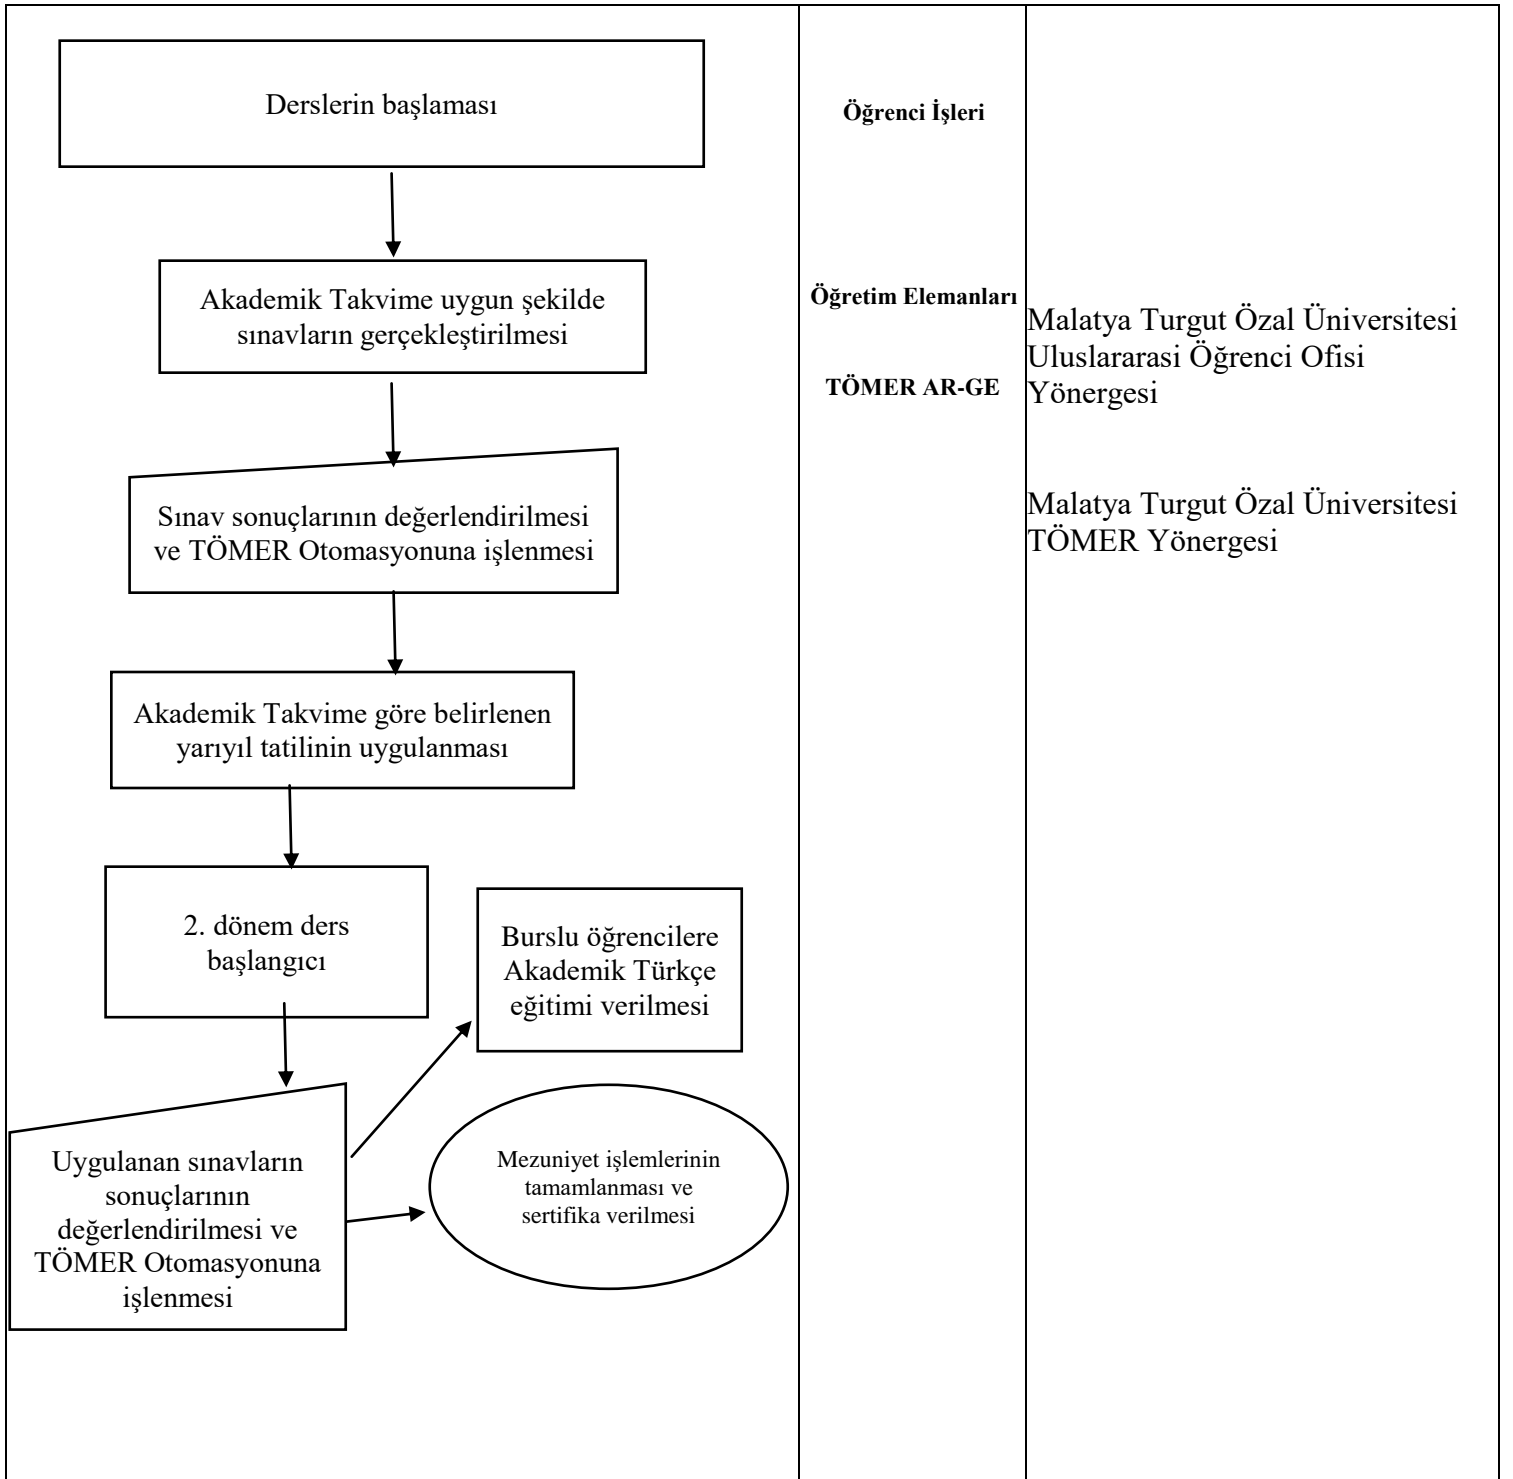 Derslerin başlaması
Akademik Takvime uygun şekilde
sınavların gerçekleştirilmesi
Sınav sonuçlarının değerlendirilmesi
ve TÖMER Otomasyonuna işlenmesi
Akademik Takvime göre belirlenen
yarıyıl tatilinin uygulanması
2. dönem ders
başlangıcı
Burslu öğrencilere
Akademik Türkçe
eğitimi verilmesi
Uygulanan sınavların
sonuçlarının
değerlendirilmesi ve
TÖMER Otomasyonuna
işlenmesi
Mezuniyet işlemlerinin
tamamlanması ve
sertifika verilmesi
Öğrenci İşleri
Öğretim Elemanları
TÖMER AR-GE
Malatya Turgut Özal Üniversitesi
Uluslararasi Öğrenci Ofisi
Yönergesi
Malatya Turgut Özal Üniversitesi
TÖMER Yönergesi